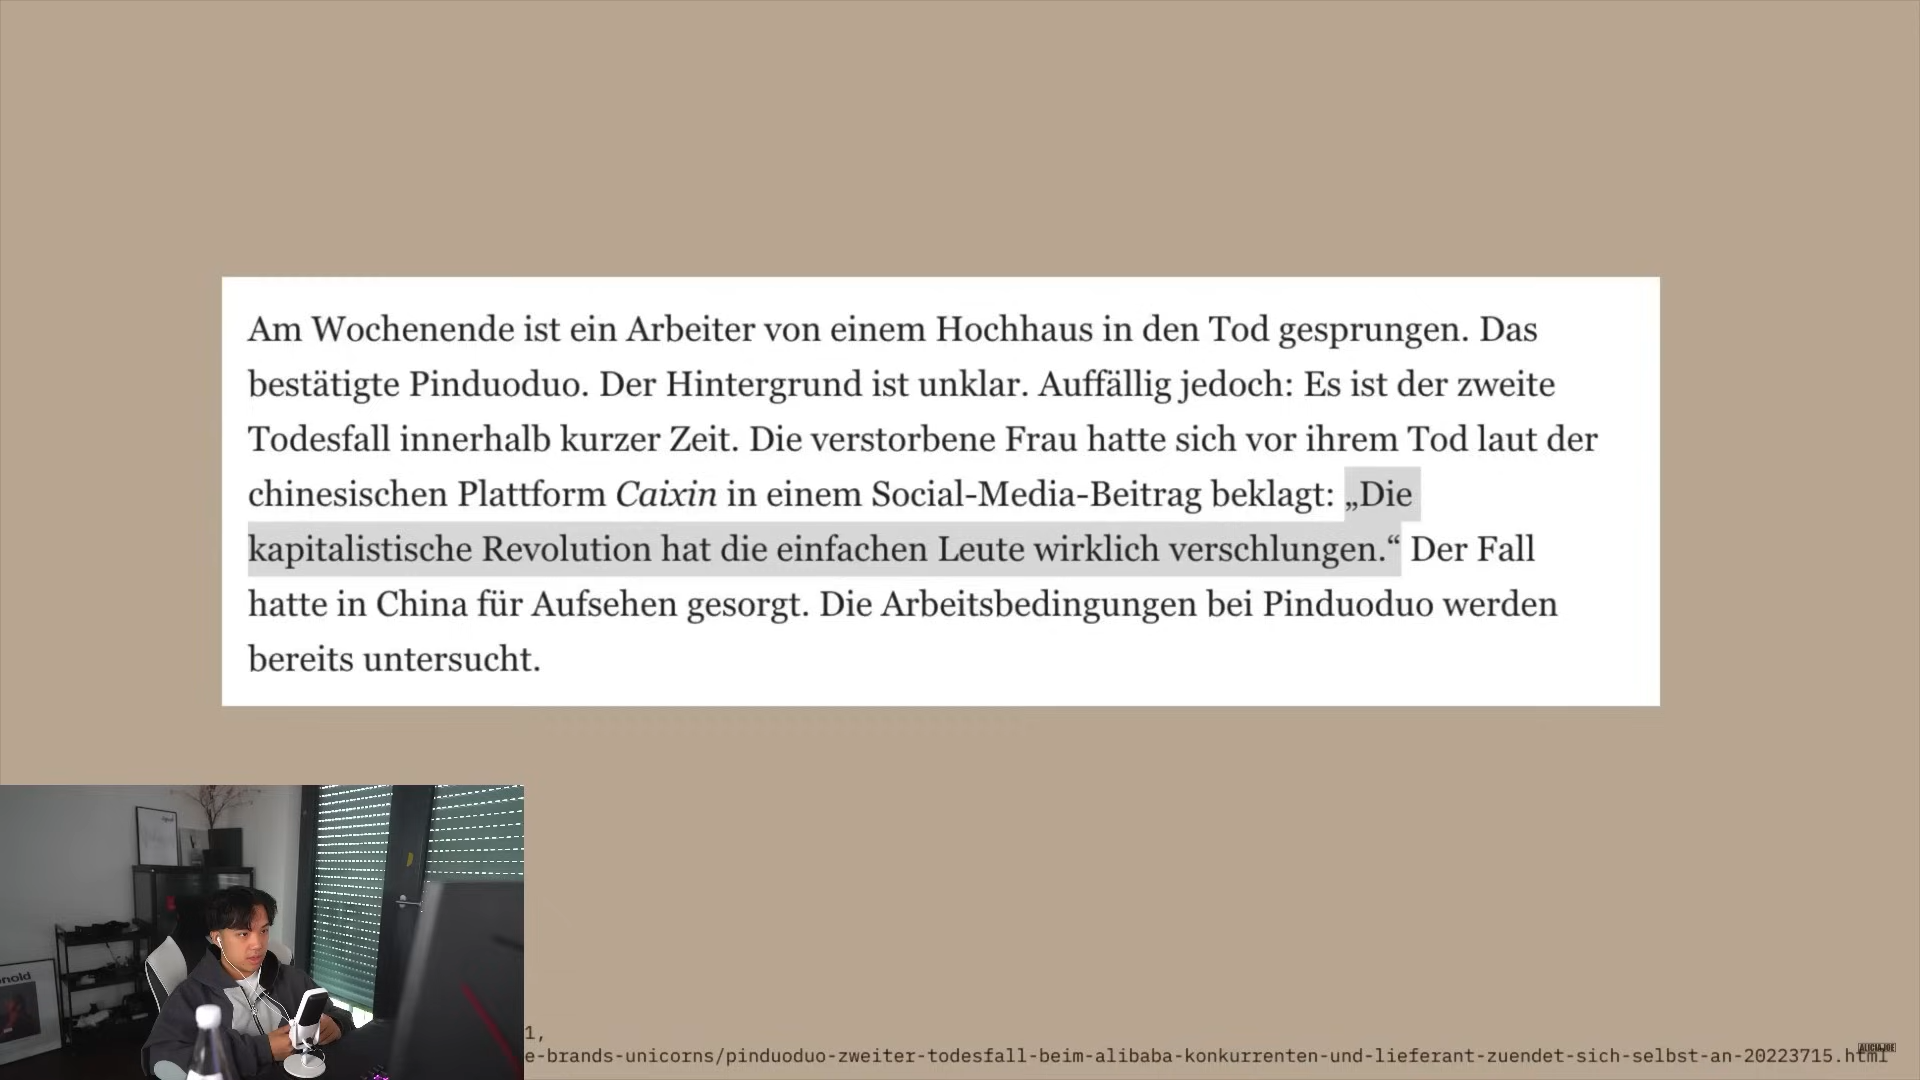 Am Wochenende ist ein Arbeiter von einem Hochhaus in den Tod gesprungen. Das
bestätigte Pinduoduo. Der Hintergrund ist unklar. Auffällig jedoch: Es ist der zweite
Todesfall innerhalb kurzer Zeit. Die verstorbene Frau hatte sich vor ihrem Tod laut der
chinesischen Plattform Caixin in einem Social-Media-Beitrag beklagt: „Die
kapitalistische Revolution hat die einfachen Leute wirklich verschlungen.“ Der Fall
hatte in China für Aufsehen gesorgt. Die Arbeitsbedingungen bei Pinduoduo werden
bereits untersucht.
nold
1,
e-brands-unicorns/pinduoduo-zweiter-todesfall-beim-alibaba-konkurrenten-und-lieferant-zuendet-sich-selbst-an-20223715.html
ALICIAJOE